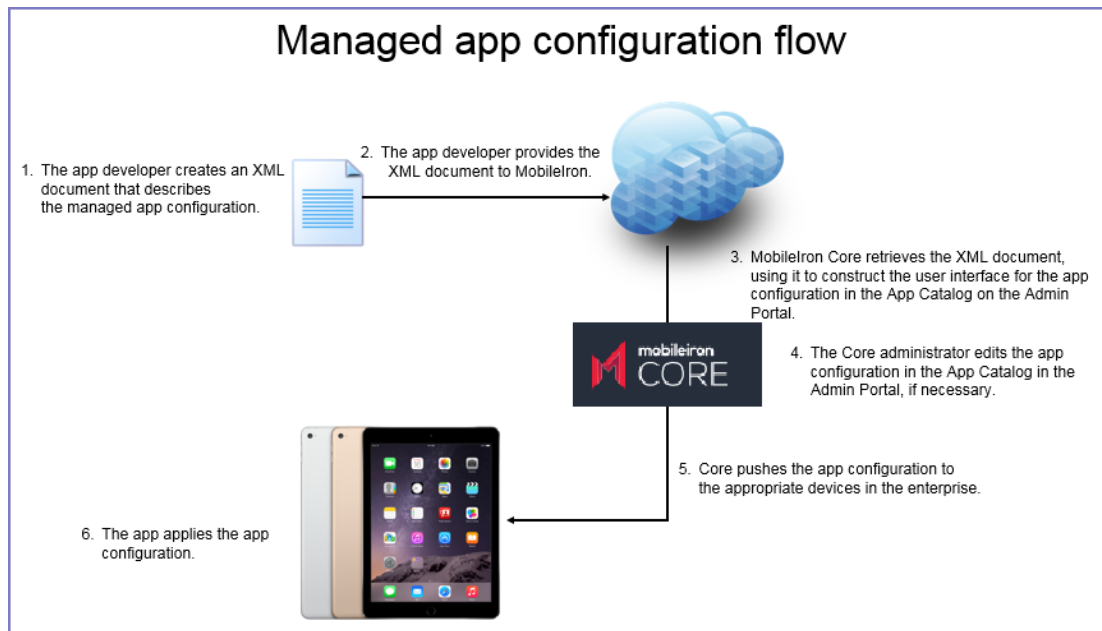 Managed app configuration flow
1. The app developer creates an XML
document that describes
the managed app configuration.
2. The app developer provides the
XML document to MobileIron.
3. MobileIron Core retrieves the XML document,
using it to construct the user interface for the app
configuration in the App Catalog on the Admin
Portal.
mobileiron
CORE
4. The Core administrator edits the app
configuration in the App Catalog in the
Admin Portal, if necessary.
5. Core pushes the app configuration to
the appropriate devices in the enterprise.
6. The app applies the app
configuration.